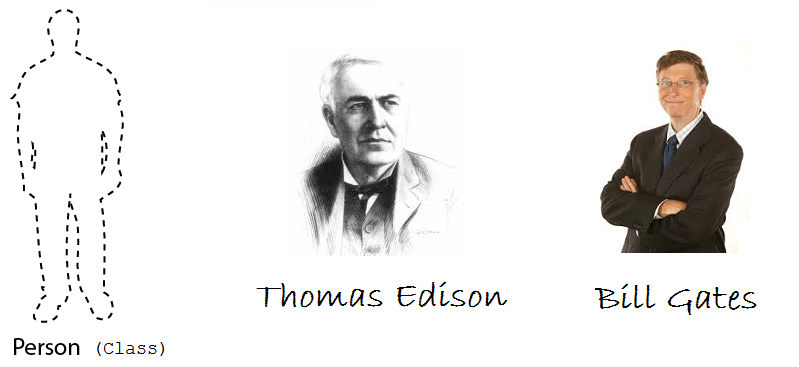 Thomas Edison
Bill Gates
Person (Class)